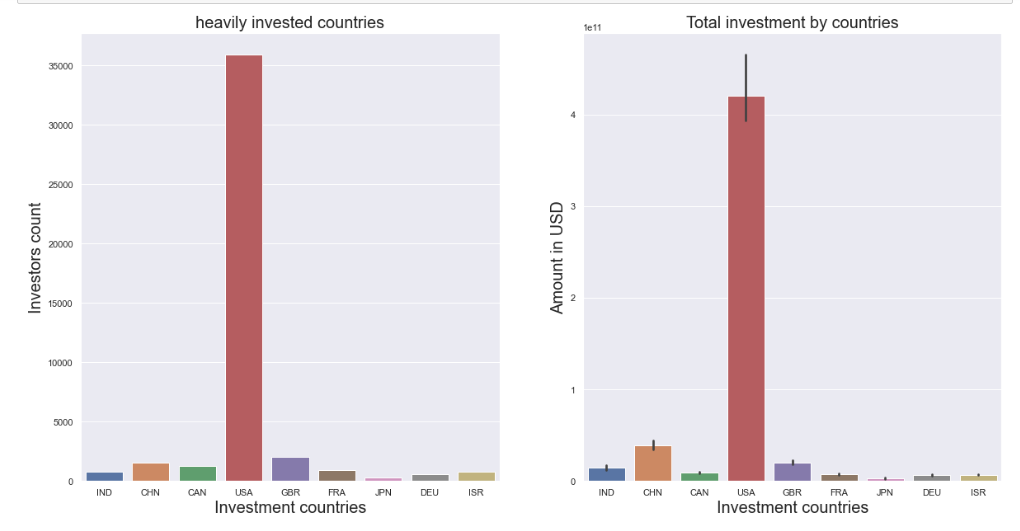 heavily invested countries
35000
30000
25000
20000
15000
10000
5000
0
Investors count
IND CHN CAN USA GBR FRA JPN DEU ISR
Investment countries
Total investment by countries
1e11
4
3
2
1
0
Amount in USD
IND CHN CAN USA GBR FRA JPN DEU ISR
Investment countries